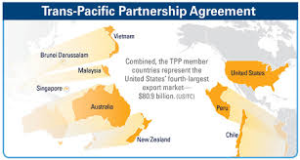 Trans-Pacific Partnership Agreement
Vietnam
Brunei Darussalam
Malaysia
Singapore
Australia
New Zealand
Combined, the TPP member
countries represent the
United States' fourth-largest
export market—
$80.9 billion. (USITC)
United States
Peru
Chile